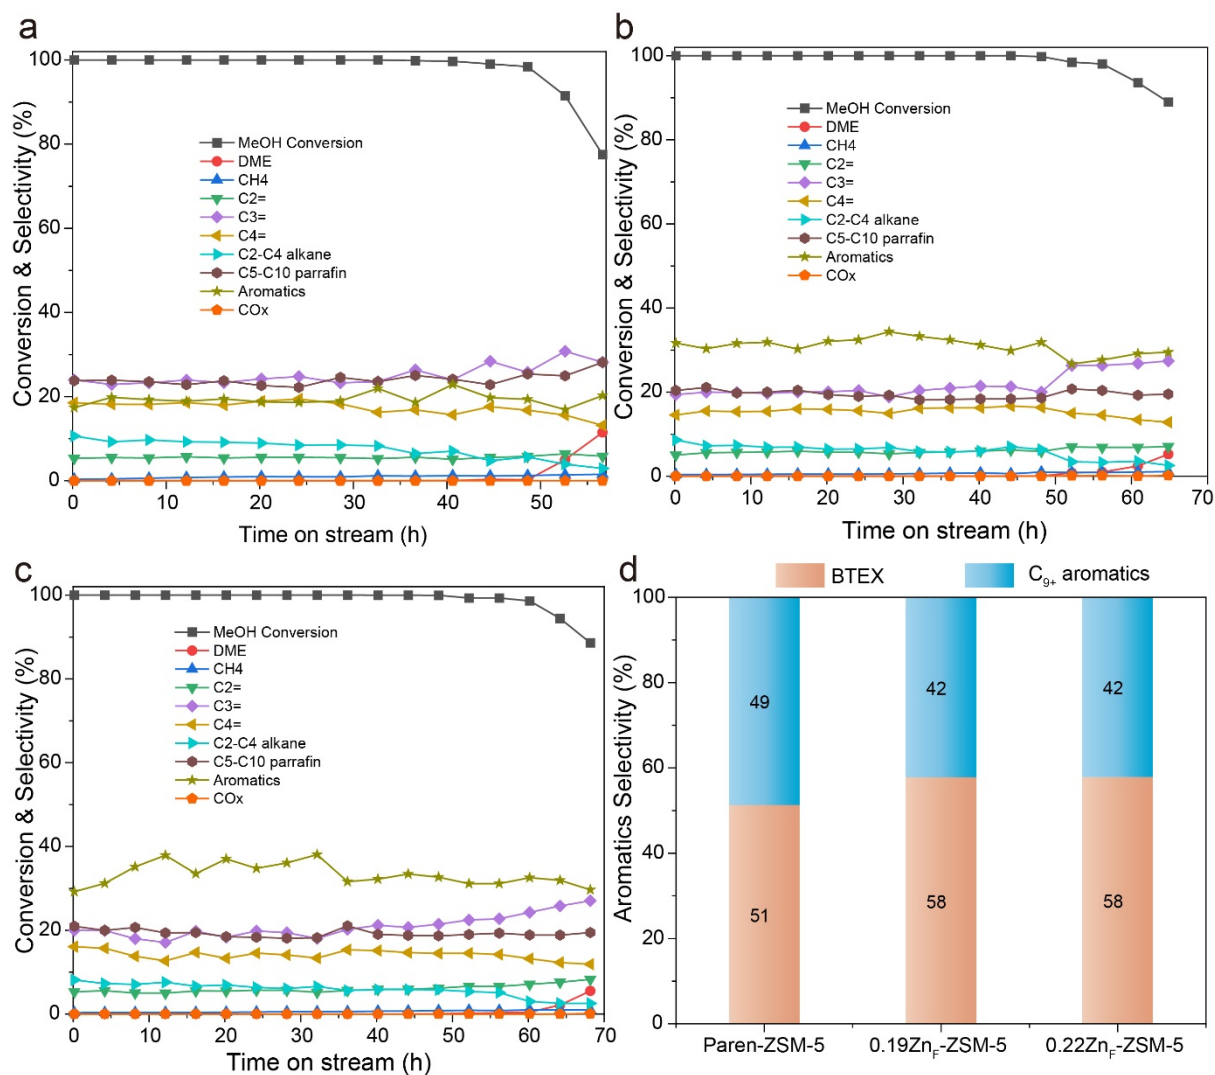 a
Conversion & Selectivity (%)
100
80
60
40
20
0
MeOH Conversion
DME
CH4
C2=
C3=
C4=
C2-C4 alkane
C5-C10 parrafin
Aromatics
COx
0 10 20 30 40 50
Time on stream (h)
b
Conversion & Selectivity (%)
100
80
60
40
20
0
MeOH Conversion
DME
CH4
C2=
C3=
C4=
C2-C4 alkane
C5-C10 parrafin
Aromatics
COx
0 10 20 30 40 50 60 70
Time on stream (h)
c
Conversion & Selectivity (%)
100
80
60
40
20
0
MeOH Conversion
DME
CH4
C2=
C3=
C4=
C2-C4 alkane
C5-C10 parrafin
Aromatics
COx
0 10 20 30 40 50 60 70
Time on stream (h)
d
BTEX
C9+ aromatics
Aromatics Selectivity (%)
100
80
60
40
20
0
49
42
42
51
58
58
Paren-ZSM-5
0.19ZnF-ZSM-5
0.22ZnF-ZSM-5